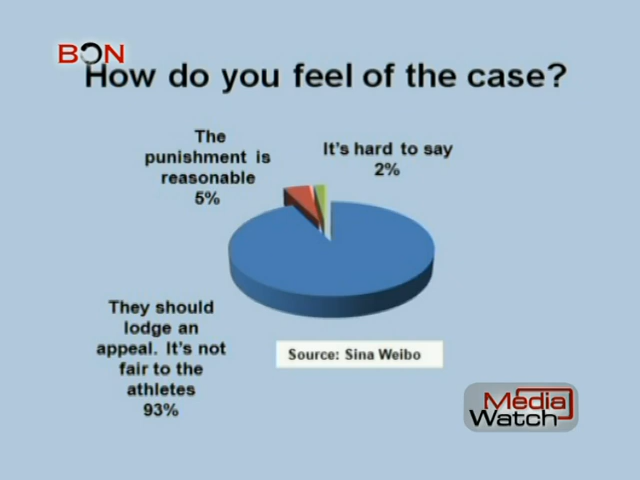 BON
How do you feel of the case?
The
punishment is
reasonable
5%
It's hard to say
2%
They should
lodge an
appeal. It's not
fair to the
athletes
93%
Source: Sina Weibo
Media
Watch